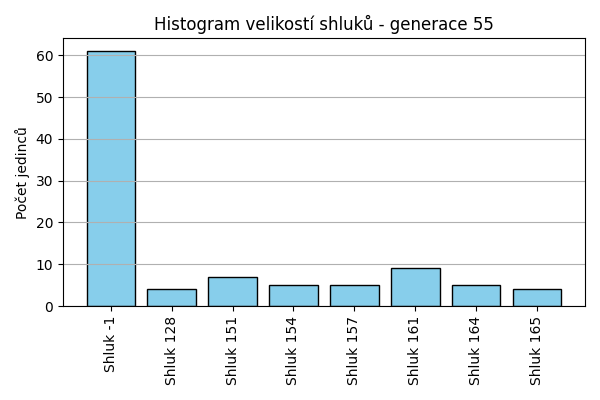 Histogram velikostí shluků - generace 55
Počet jedinců
60
50
40
30
20
10
0
Shluk -1
Shluk 128
Shluk 151
Shluk 154
Shluk 157
Shluk 161
Shluk 164
Shluk 165